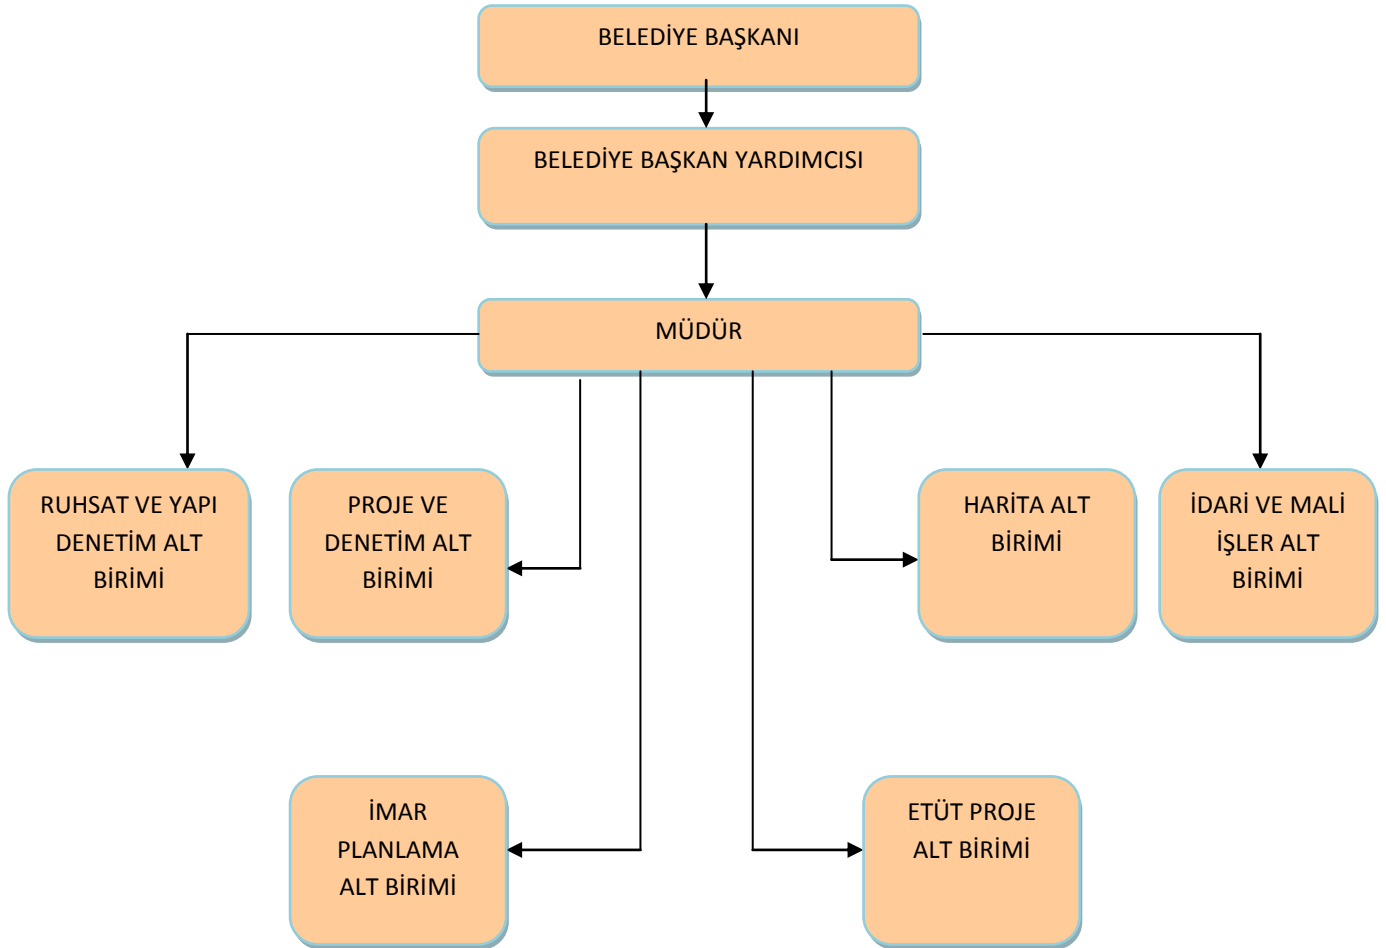 BELEDİYE BAŞKANI
BELEDİYE BAŞKAN YARDIMCISI
MÜDÜR
RUHSAT VE YAPI
DENETİM ALT
BİRİMİ
PROJE VE
DENETİM ALT
BİRİMİ
HARİTA ALT
BİRİMİ
İDARİ VE MALİ
İŞLER ALT
BİRİMİ
İMAR
PLANLAMA
ALT BİRİMİ
ETÜT PROJE
ALT BİRİMİ